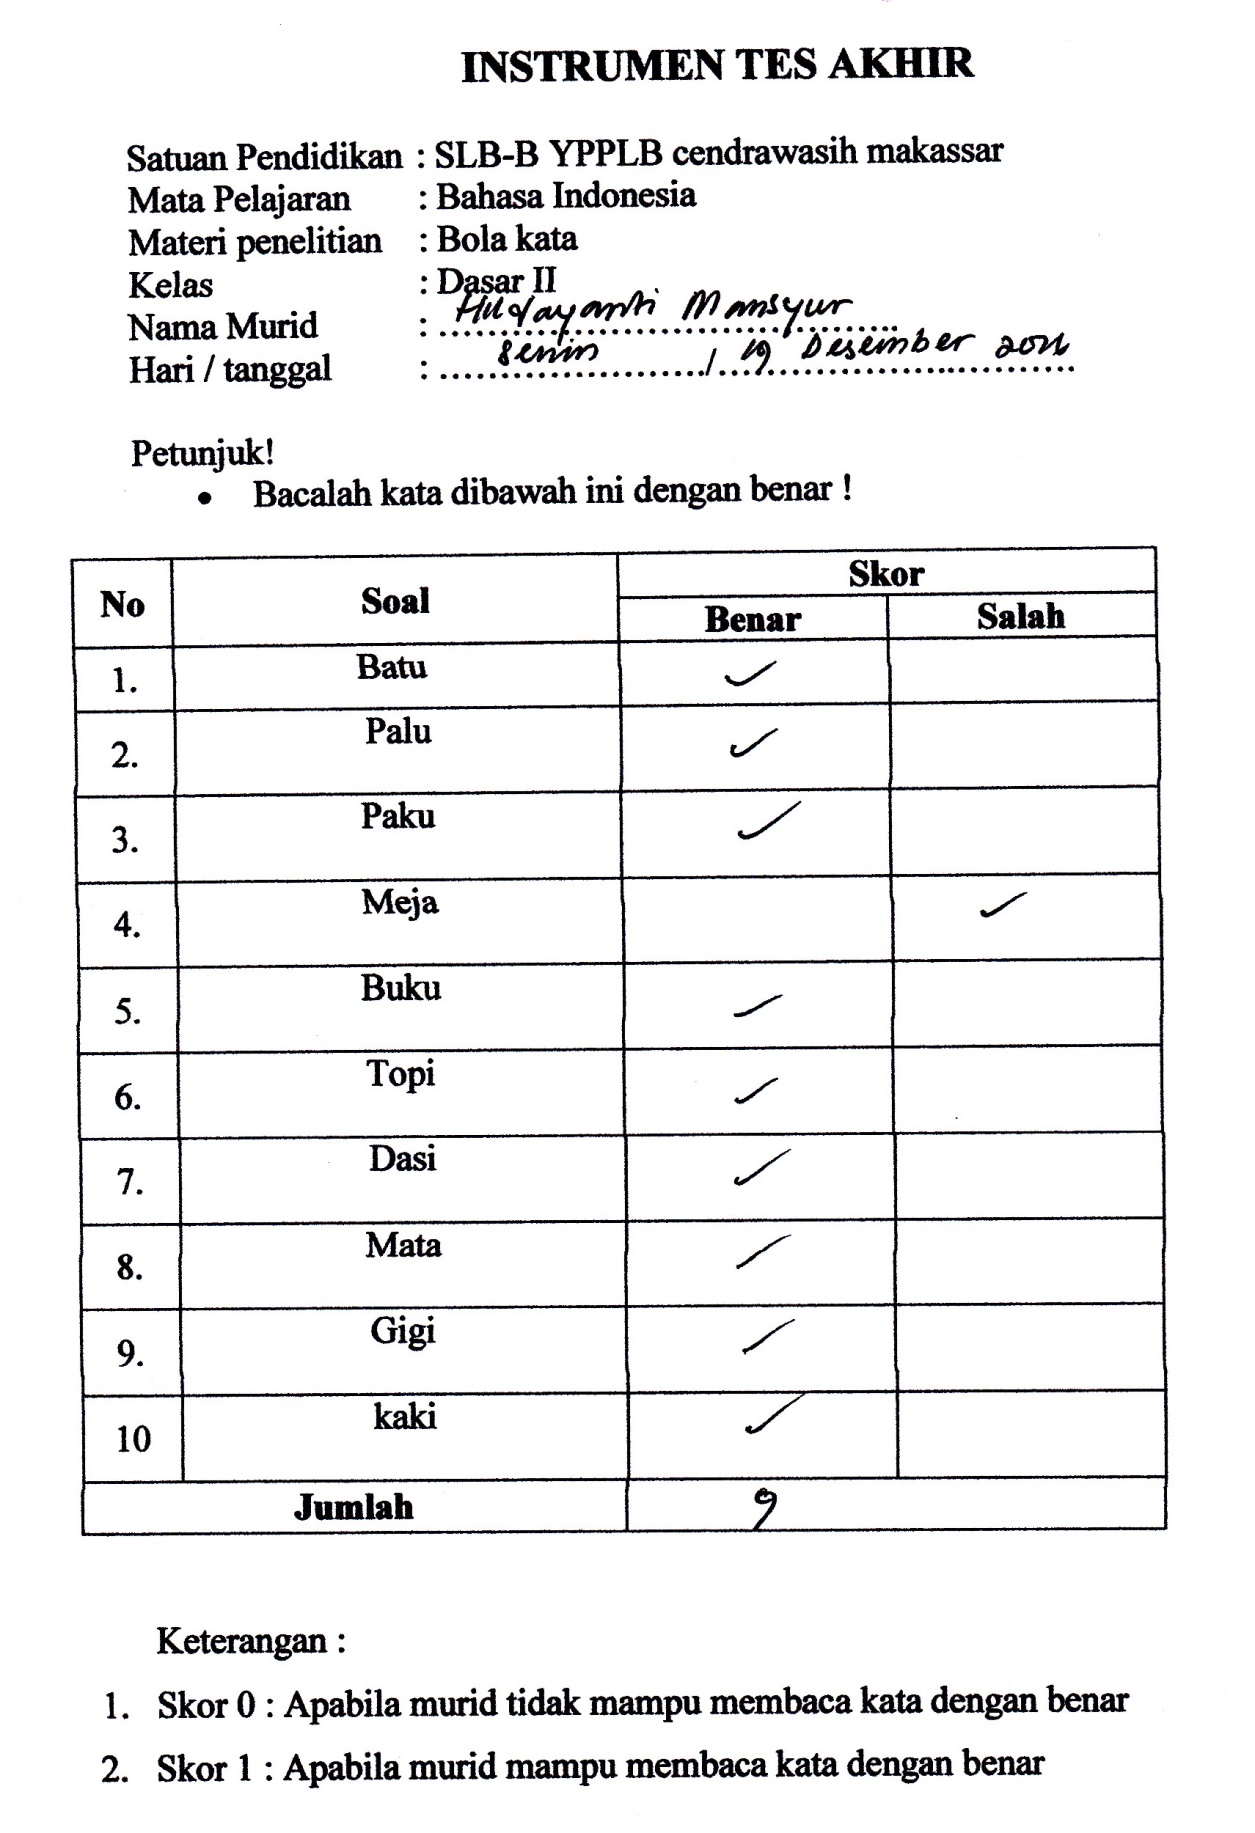 INSTRUMEN TES AKHIR
Satuan Pendidikan : SLB-B YPPLB cendrawasih makassar
Mata Pelajaran : Bahasa Indonesia
Materi penelitian : Bola kata
Kelas : Dasar II
Nama Murid : Hidayanti Mansyur
Hari / tanggal : Senin / 19 Desember 2016
Petunjuk!
• Bacalah kata dibawah ini dengan benar !
No Soal Skor
Benar Salah
1. Batu ✓
2. Palu ✓
3. Paku ✓
4. Meja ✓
5. Buku ✓
6. Topi ✓
7. Dasi ✓
8. Mata ✓
9. Gigi ✓
10 kaki ✓
Jumlah 9
Keterangan :
1. Skor 0 : Apabila murid tidak mampu membaca kata dengan benar
2. Skor 1 : Apabila murid mampu membaca kata dengan benar